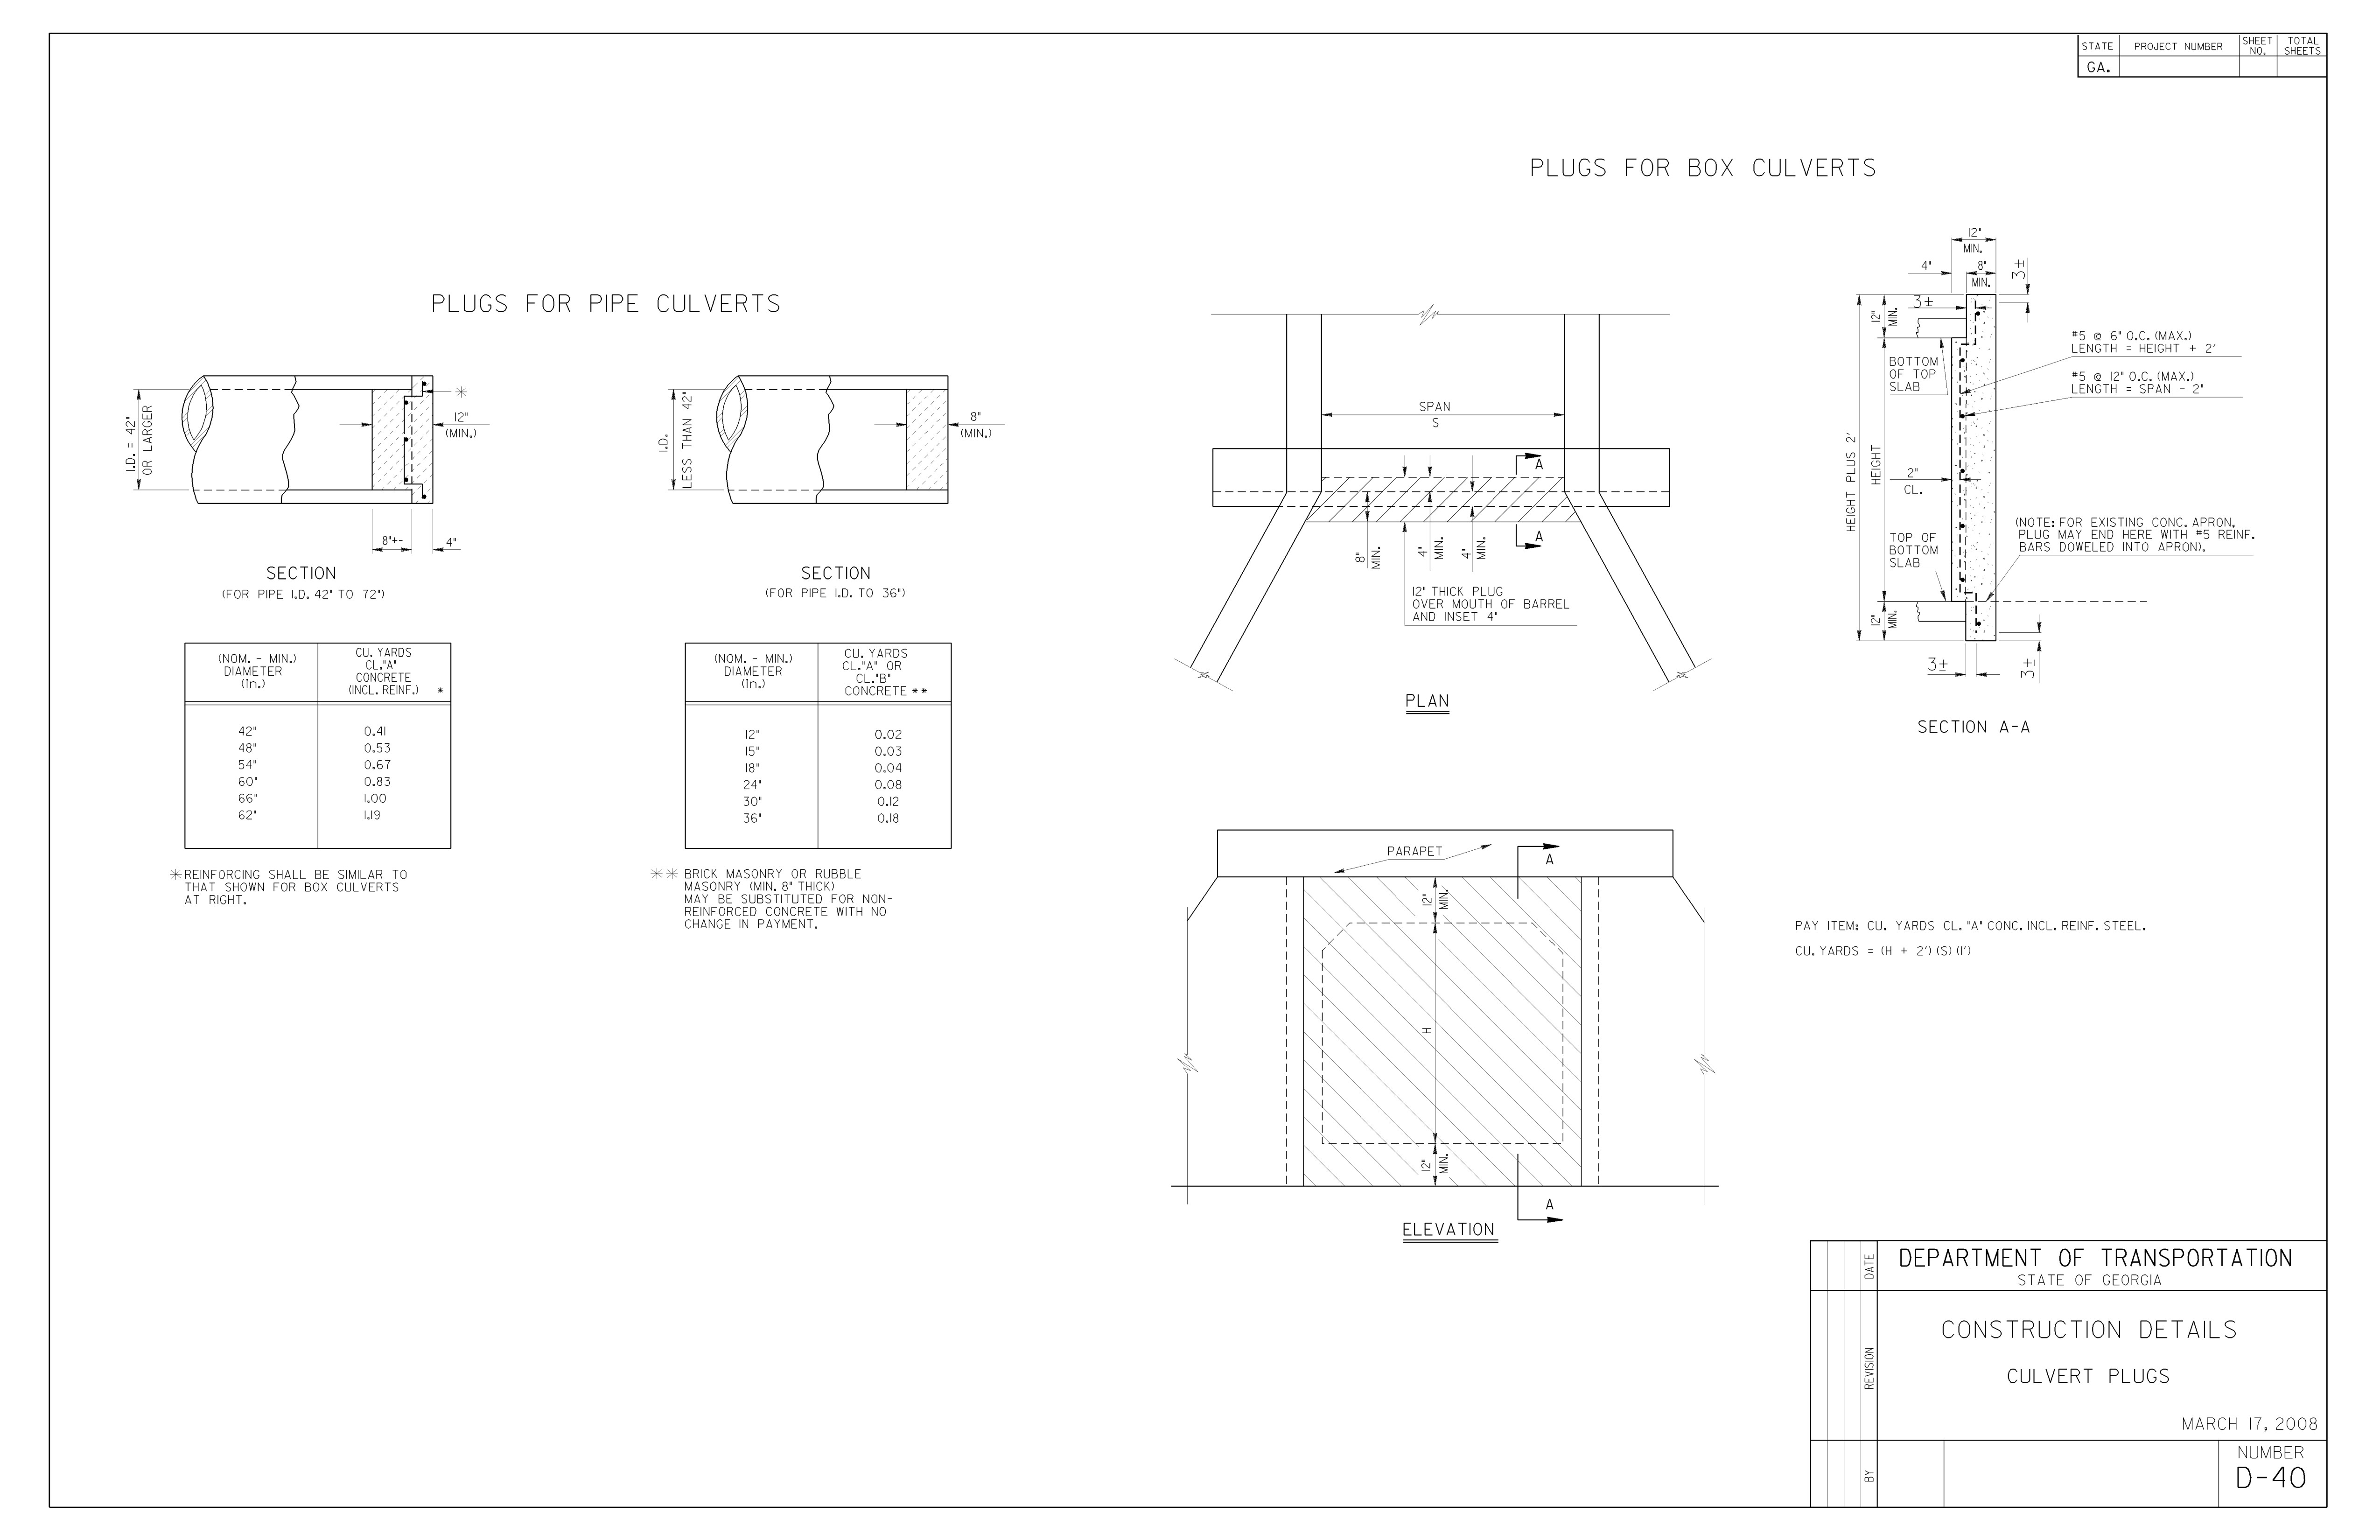 STATE PROJECT NUMBER SHEET NO. TOTAL SHEETS
GA.
PLUGS FOR PIPE CULVERTS
I.D. = 42"
OR LARGER
12"
(MIN.)
8"+-
4"
SECTION
(FOR PIPE I.D. 42" TO 72")
I.D.
LESS THAN 42"
8"
(MIN.)
SECTION
(FOR PIPE I.D. TO 36")
(NOM. - MIN.)
DIAMETER
(In.)
CU. YARDS
CL."A"
CONCRETE
(INCL. REINF.) *
42" 0.41
48" 0.53
54" 0.67
60" 0.83
66" 1.00
62" 1.19
* REINFORCING SHALL BE SIMILAR TO
THAT SHOWN FOR BOX CULVERTS
AT RIGHT.
(NOM. - MIN.)
DIAMETER
(In.)
CU. YARDS
CL."A" OR
CL."B"
CONCRETE * *
12" 0.02
15" 0.03
18" 0.04
24" 0.08
30" 0.12
36" 0.18
* * BRICK MASONRY OR RUBBLE
MASONRY (MIN. 8" THICK)
MAY BE SUBSTITUTED FOR NON-
REINFORCED CONCRETE WITH NO
CHANGE IN PAYMENT.
PLUGS FOR BOX CULVERTS
SPAN
S
A
A
8"
MIN.
4"
MIN.
4"
MIN.
12" THICK PLUG
OVER MOUTH OF BARREL
AND INSET 4"
PLAN
12"
MIN.
4"
8"
MIN.
3±
3±
12"
MIN.
BOTTOM
OF TOP
SLAB
#5 @ 6" O.C. (MAX.)
LENGTH = HEIGHT + 2'
#5 @ 12" O.C. (MAX.)
LENGTH = SPAN - 2"
HEIGHT PLUS 2'
HEIGHT
2"
CL.
(NOTE: FOR EXISTING CONC. APRON,
PLUG MAY END HERE WITH #5 REINF.
BARS DOWELED INTO APRON).
TOP OF
BOTTOM
SLAB
12"
MIN.
3±
3±
SECTION A-A
PARAPET
A
12"
MIN.
H
12"
MIN.
A
ELEVATION
PAY ITEM: CU. YARDS CL. "A" CONC. INCL. REINF. STEEL.
CU. YARDS = (H + 2') (S) (1')
DATE
REVISION
BY
DEPARTMENT OF TRANSPORTATION
STATE OF GEORGIA
CONSTRUCTION DETAILS
CULVERT PLUGS
MARCH 17, 2008
NUMBER
D-40